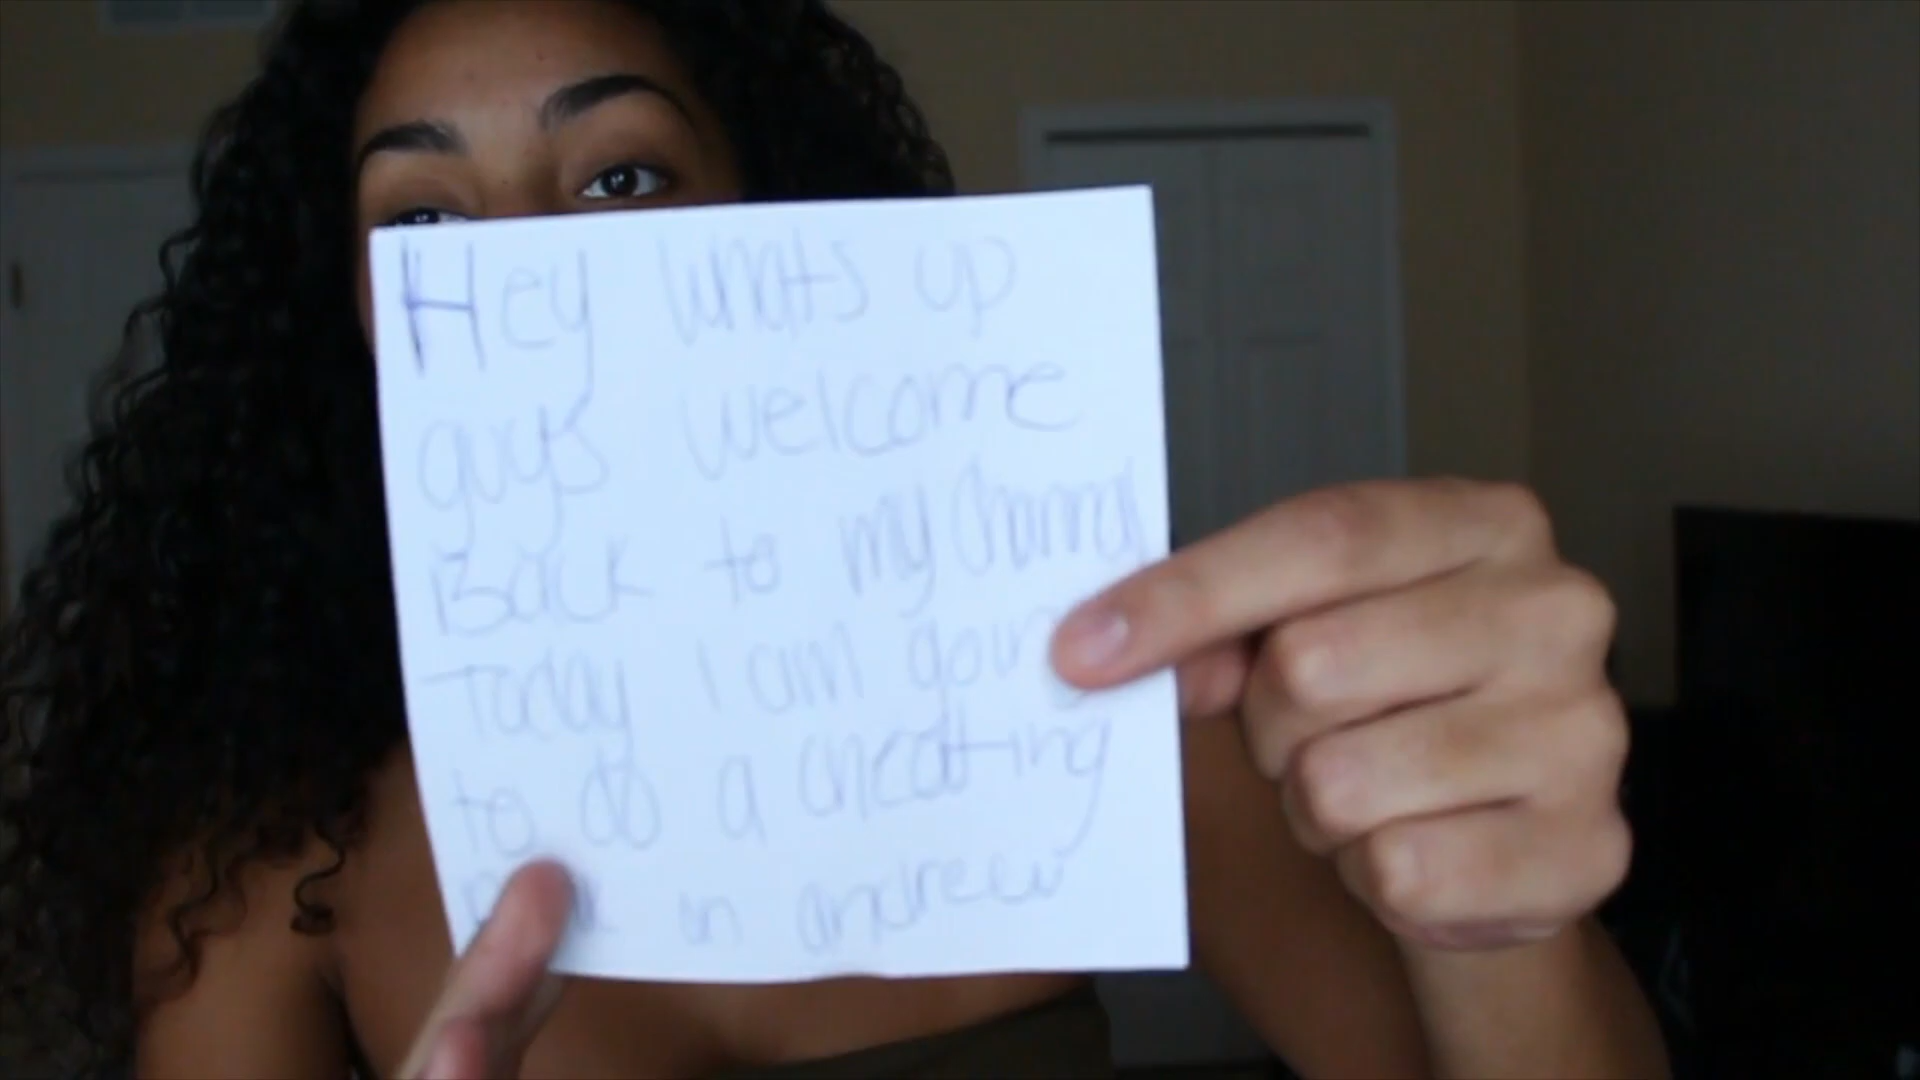 Hey whats up
guys welcome
Back to my channel
Today I am going
to do a cheating
on andrew